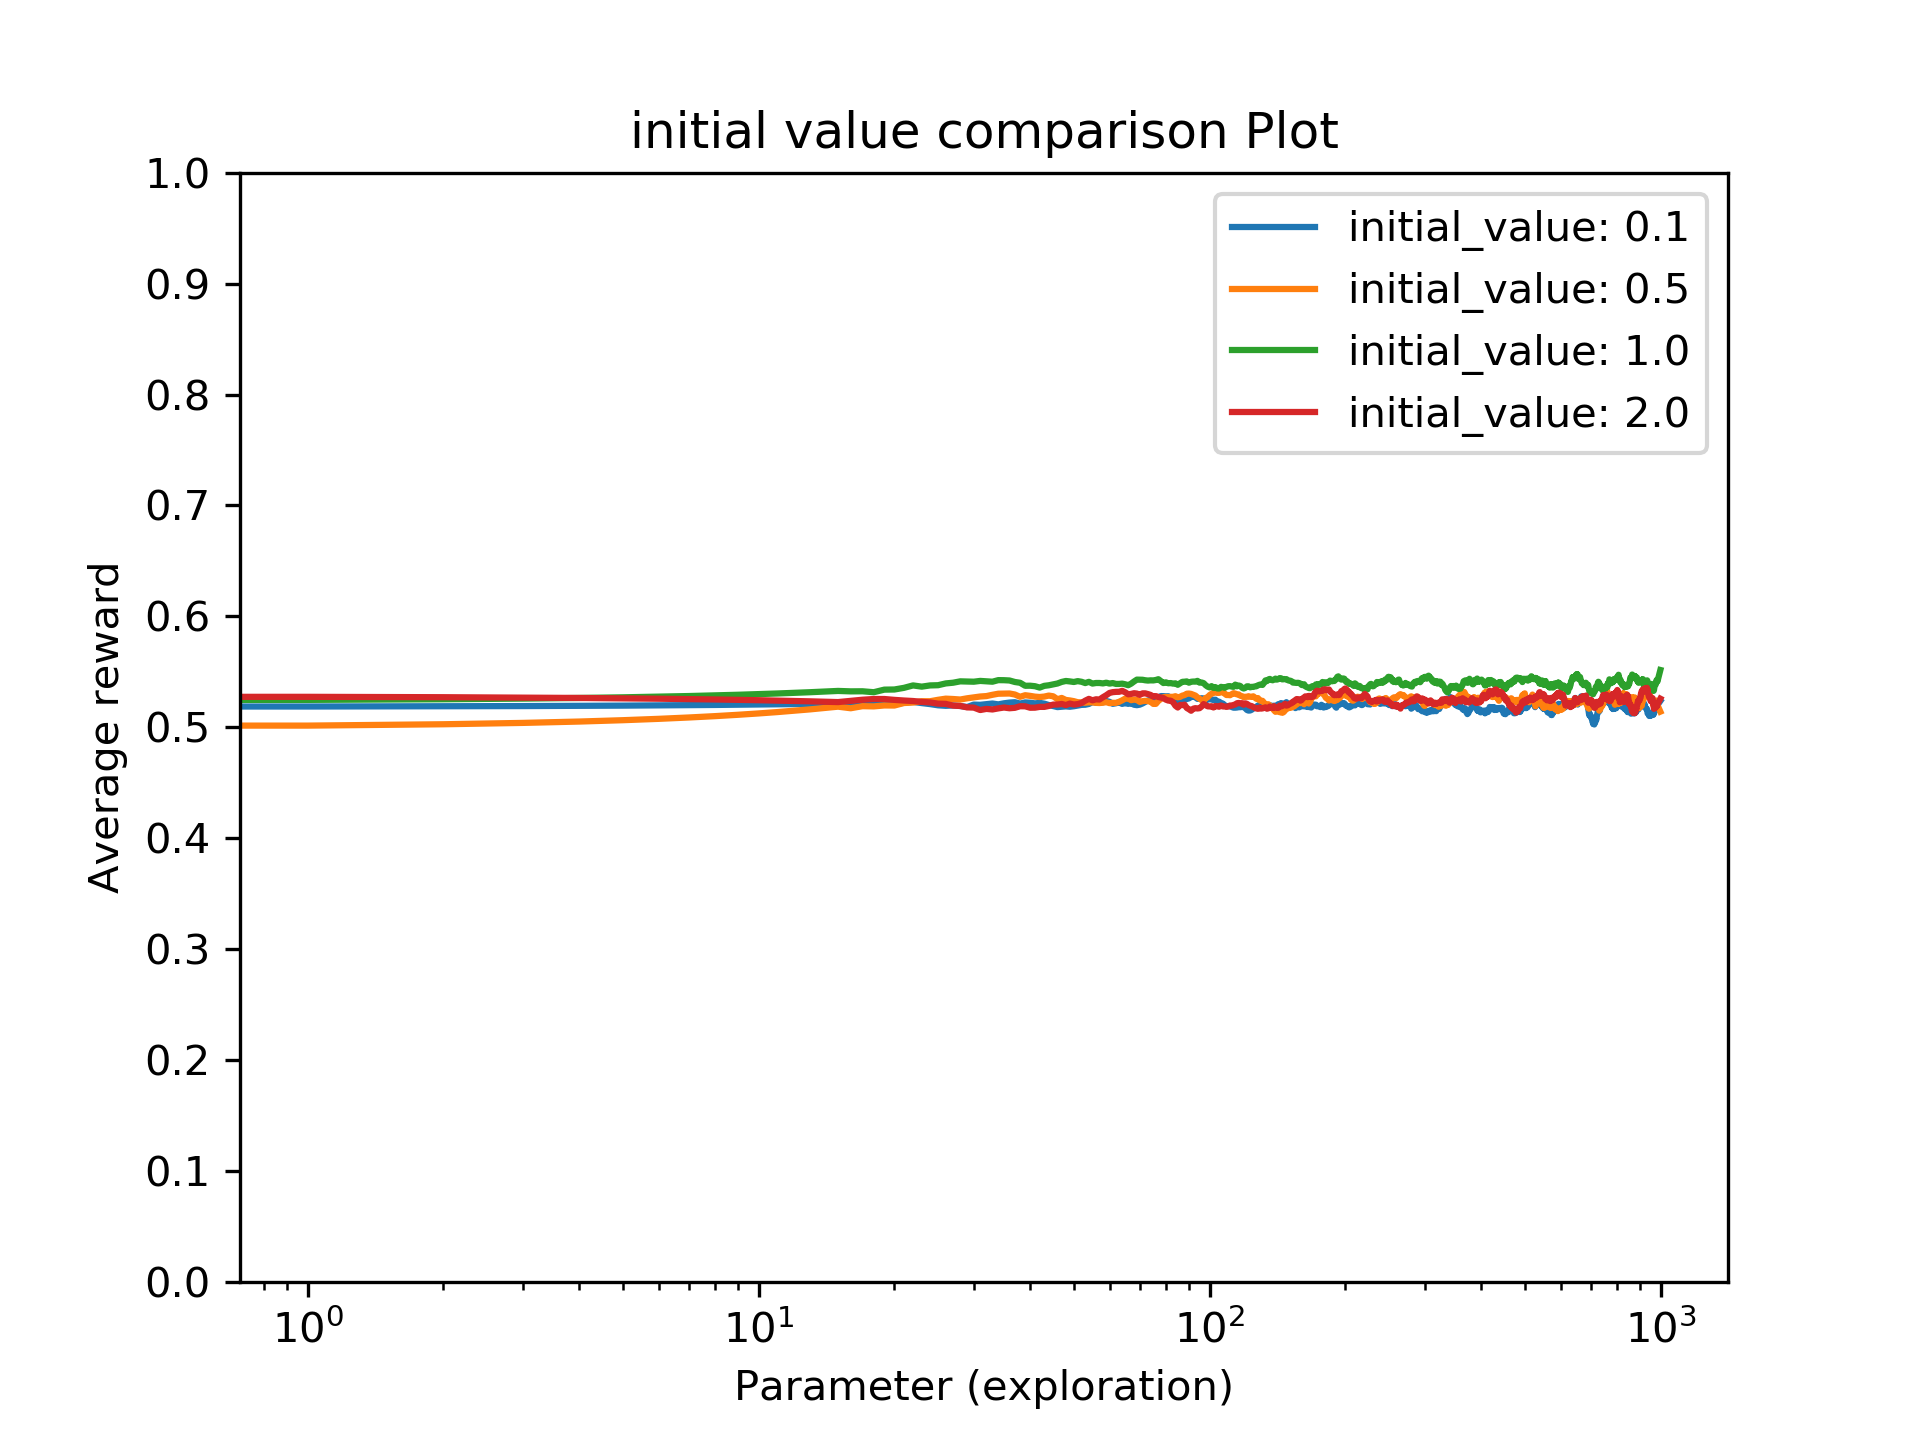 initial value comparison Plot
initial_value: 0.1
initial_value: 0.5
initial_value: 1.0
initial_value: 2.0
Average reward
1.0
0.9
0.8
0.7
0.6
0.5
0.4
0.3
0.2
0.1
0.0
10⁰ 10¹ 10² 10³
Parameter (exploration)